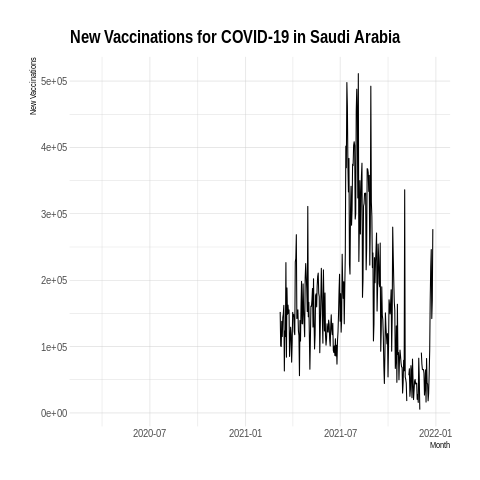 New Vaccinations for COVID-19 in Saudi Arabia
New Vaccinations
5e+05
4e+05
3e+05
2e+05
1e+05
0e+00
2020-07 2021-01 2021-07 2022-01
Month